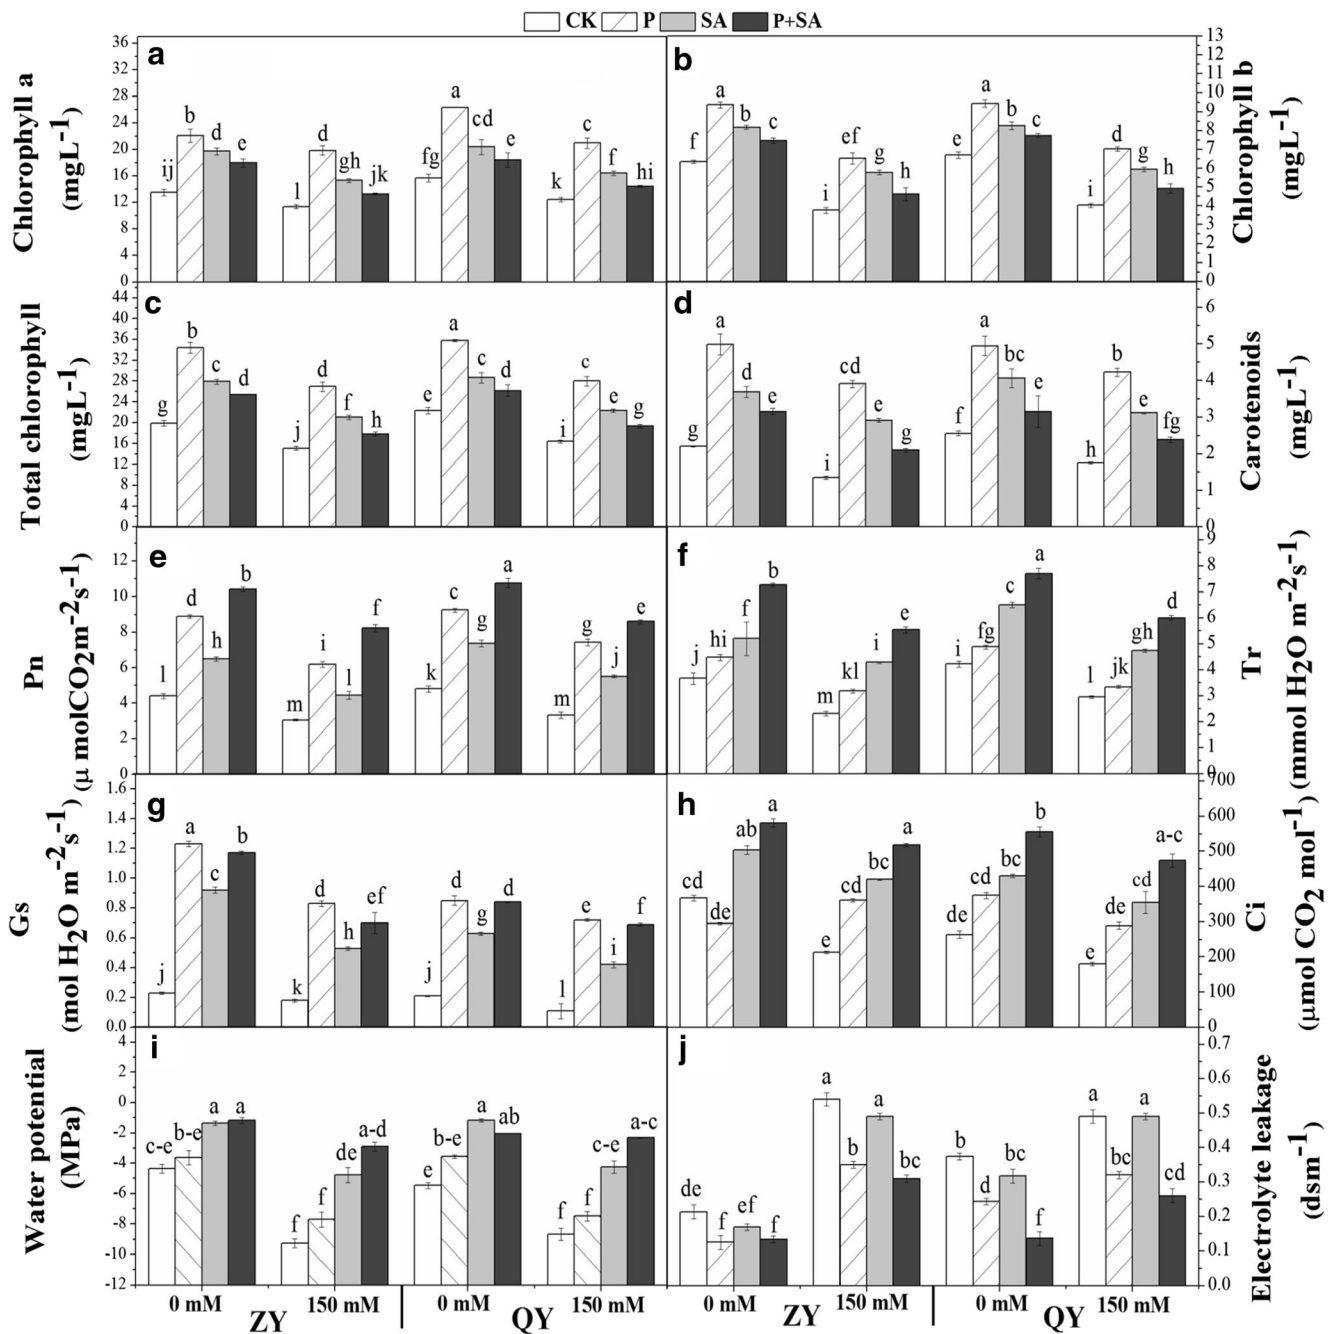 CK P SA P+SA
a
Chlorophyll a
(mgL-1)
36
32
28
24
20
16
12
8
4
0
ij b d e
l d gh jk
fg a cd e
k c f hi
b
Chlorophyll b
(mgL-1)
13
12
11
10
9
8
7
6
5
4
3
2
1
0
f a b c
i ef g h
e a b c
i d g h
c
Total chlorophyll
(mgL-1)
44
40
36
32
28
24
20
16
12
8
4
0
g b c d
j d f h
e a c d
i c e g
d
Carotenoids
(mgL-1)
6
5
4
3
2
1
0
g a d e
i cd e g
f a bc e
h b e fg
e
Pn
(μ molCO2m-2s-1)
12
10
8
6
4
2
0
l d h b
m i l f
k c g a
m g j e
f
Tr
(mmol H2O m-2s-1)
9
8
7
6
5
4
3
2
1
0
j hi f b
m kl i e
i fg c a
l jk gh d
g
Gs
(mol H2O m-2s-1)
1.6
1.4
1.2
1.0
0.8
0.6
0.4
0.2
0.0
j a c b
k d h ef
j d g d
l e i f
h
Ci
(μmol CO2 mol-1)
700
600
500
400
300
200
100
0
cd de ab a
e cd bc a
de cd bc b
e de cd a-c
i
Water potential
(MPa)
4
2
0
-2
-4
-6
-8
-10
-12
c-e b-e a a
f f de a-d
e b-e a ab
f f c-e a-c
j
Electrolyte leakage
(dsm-1)
0.7
0.6
0.5
0.4
0.3
0.2
0.1
0.0
de f ef f
a b a bc
b d bc f
a bc a cd
0 mM 150 mM 0 mM 150 mM 0 mM 150 mM 0 mM 150 mM
ZY QY ZY QY